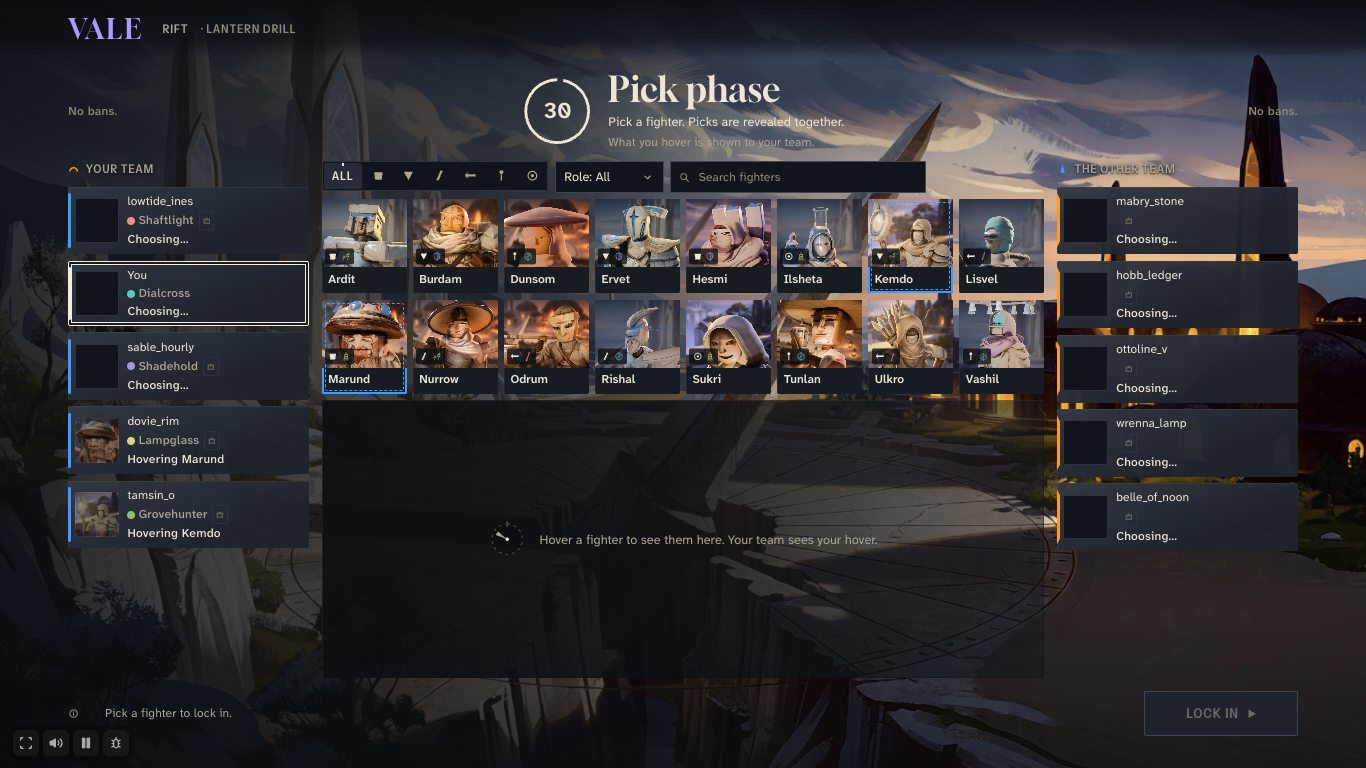 VALE
RIFT · LANTERN DRILL
No bans.
30
Pick phase
Pick a fighter. Picks are revealed together.
What you hover is shown to your team.
No bans.
YOUR TEAM
lowtide_ines
Shaftlight
Choosing...
You
Dialcross
Choosing...
sable_hourly
Shadehold
Choosing...
dovie_rim
Lampglass
Hovering Marund
tamsin_o
Grovehunter
Hovering Kemdo
ALL
Role: All
Search fighters
Ardit
Burdam
Dunsom
Ervet
Hesmi
Ilsheta
Kemdo
Lisvel
Marund
Nurrow
Odrum
Rishal
Sukri
Tunlan
Ulkro
Vashil
Hover a fighter to see them here. Your team sees your hover.
THE OTHER TEAM
mabry_stone
Choosing...
hobb_ledger
Choosing...
ottoline_v
Choosing...
wrenna_lamp
Choosing...
belle_of_noon
Choosing...
Pick a fighter to lock in.
LOCK IN